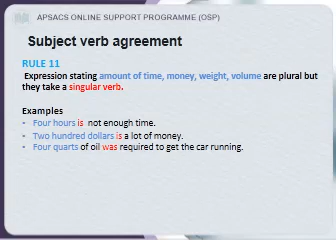 APSACS ONLINE SUPPORT PROGRAMME (OSP)
Subject verb agreement
RULE 11
Expression stating amount of time, money, weight, volume are plural but
they take a singular verb.
Examples
• Four hours is not enough time.
• Two hundred dollars is a lot of money.
• Four quarts of oil was required to get the car running.